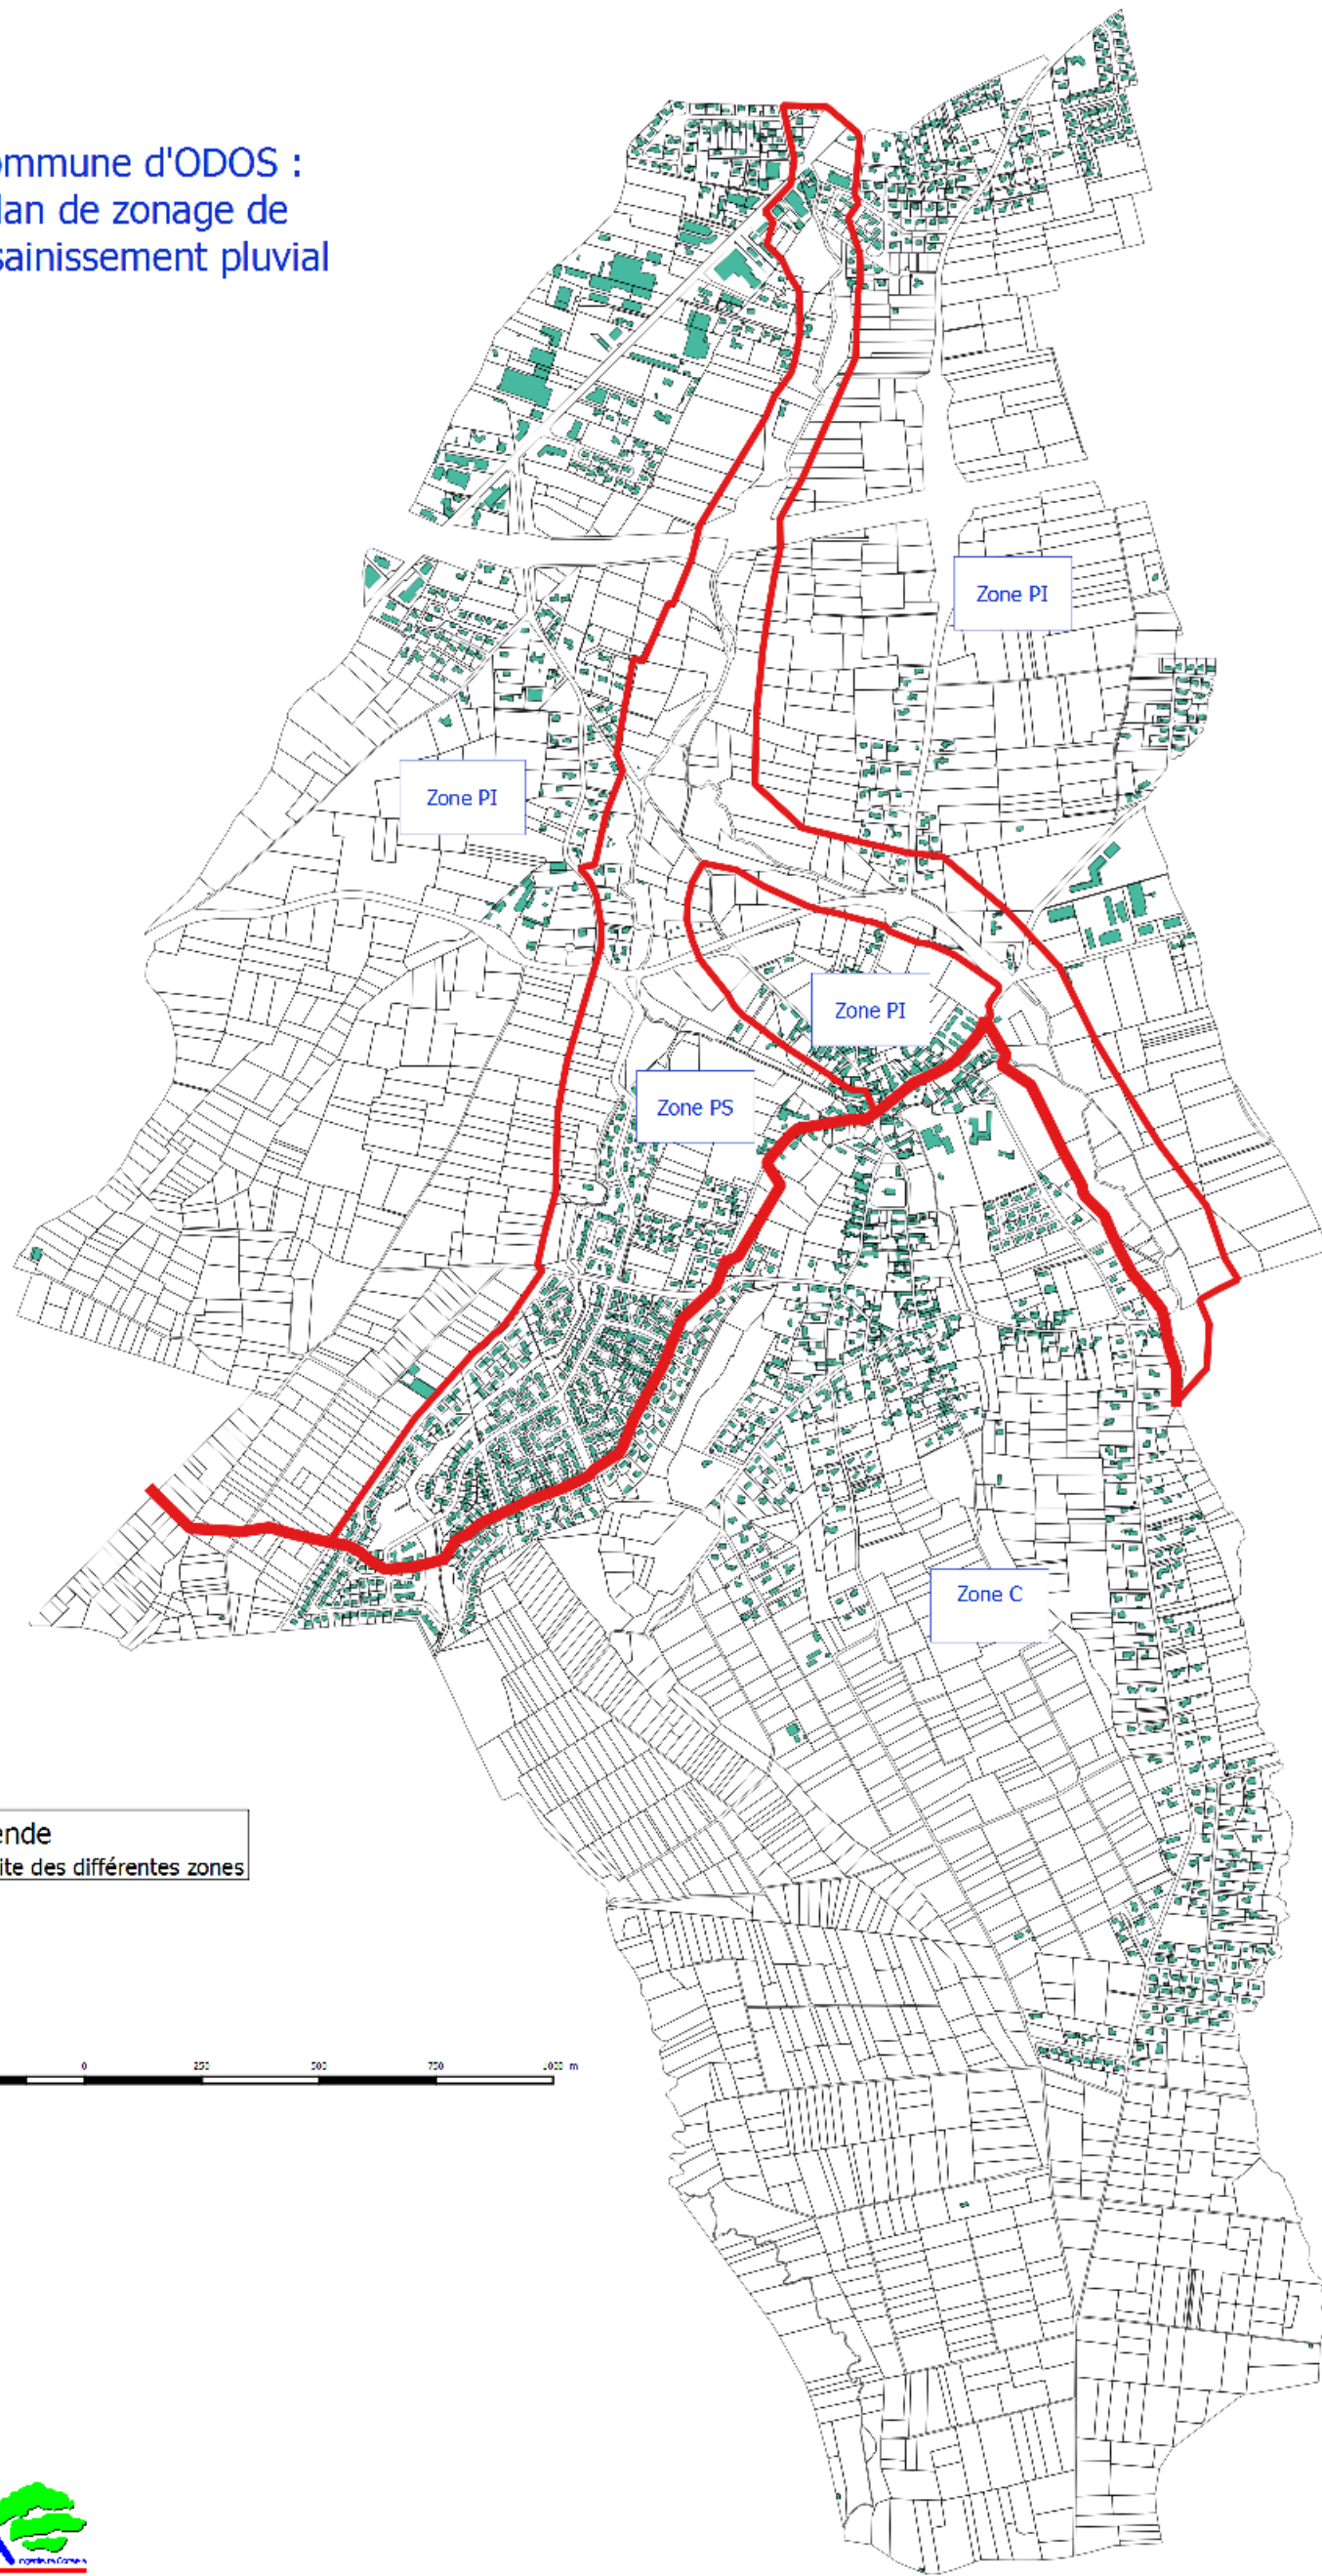 ommune d'ODOS :
lan de zonage de
sainissement pluvial
Zone PI
Zone PI
Zone PI
Zone PS
Zone C
ende
ite des différentes zones
0 250 500 750 1000 m